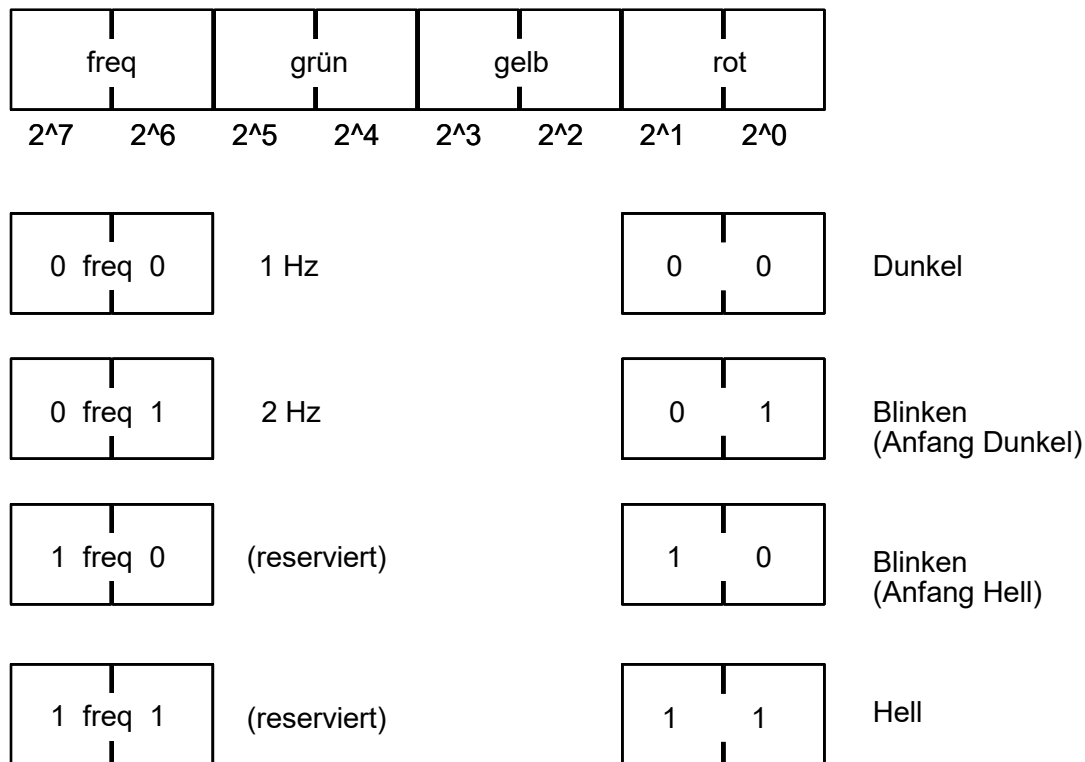 freq grün gelb rot
2^7 2^6 2^5 2^4 2^3 2^2 2^1 2^0
0 freq 0 1 Hz 0 0 Dunkel
0 freq 1 2 Hz 0 1 Blinken
(Anfang Dunkel)
1 freq 0 (reserviert) 1 0 Blinken
(Anfang Hell)
1 freq 1 (reserviert) 1 1 Hell